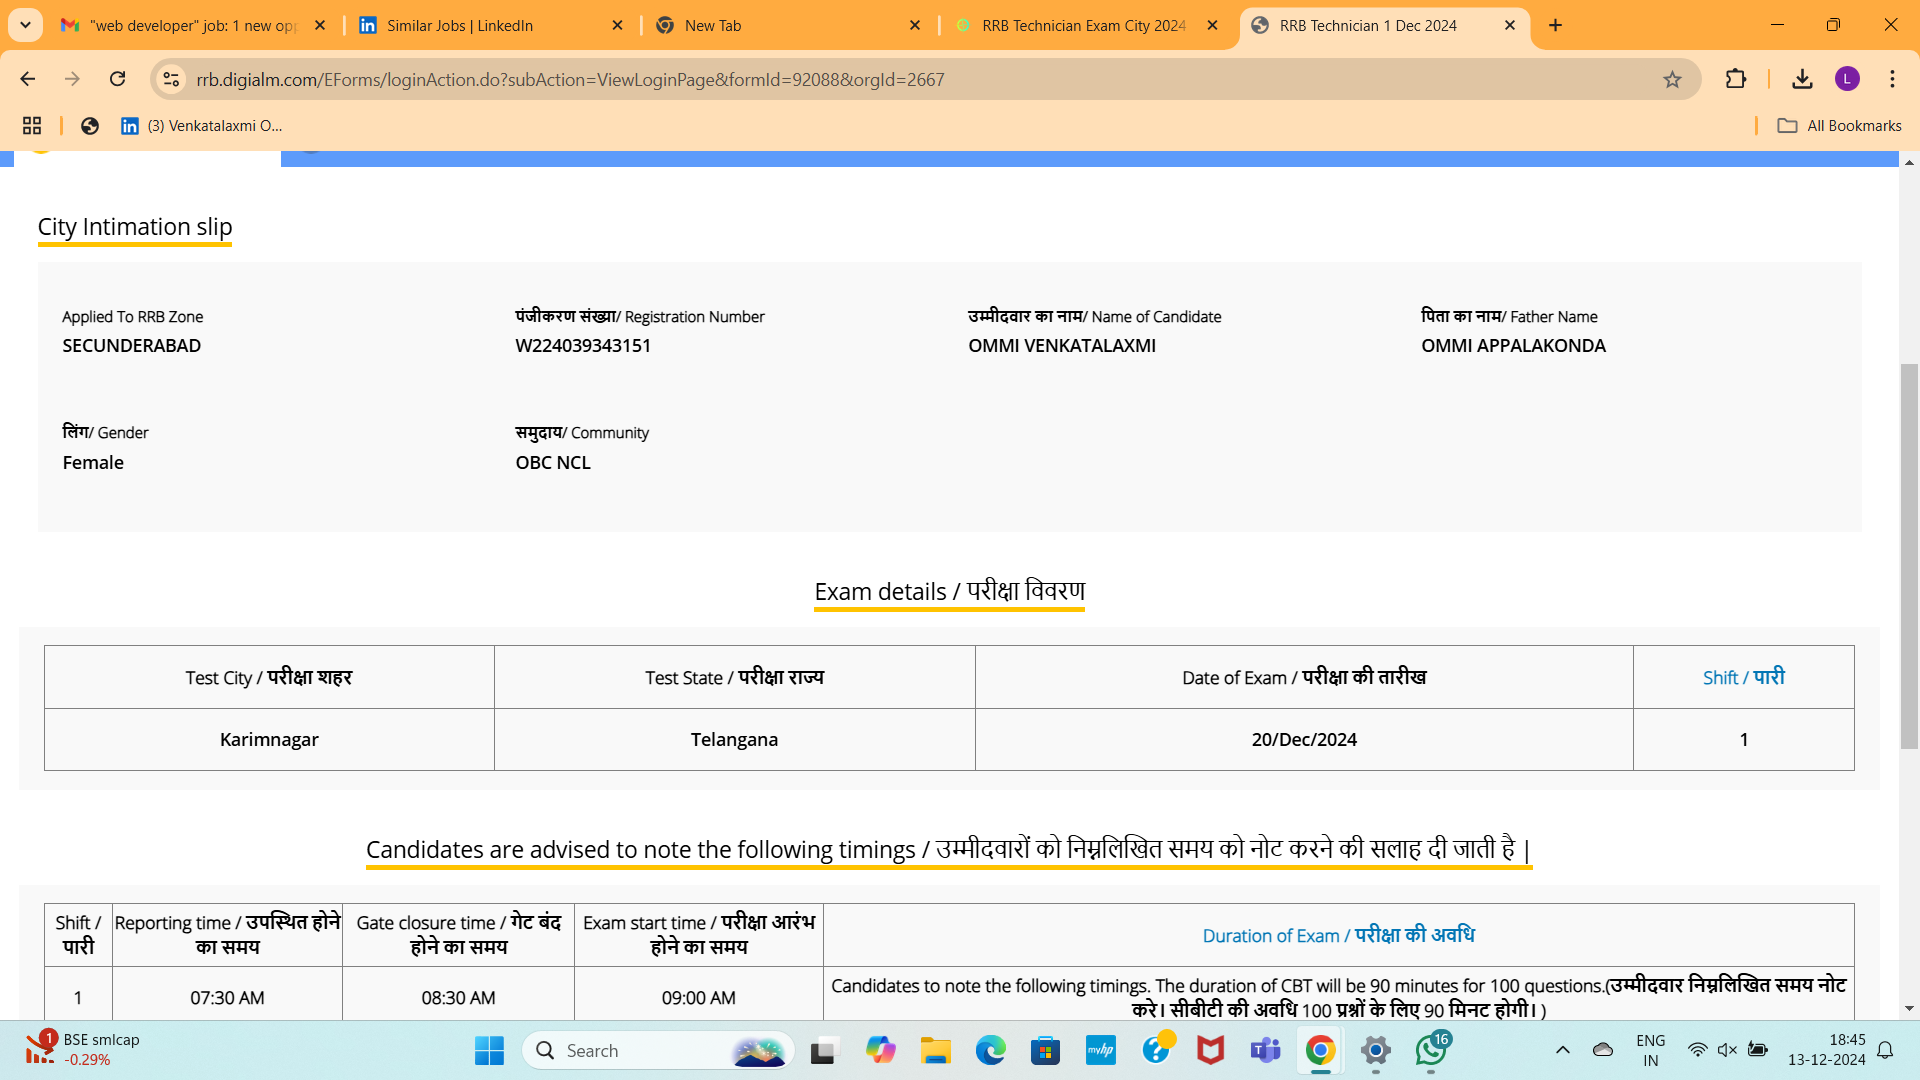 "web developer" job: 1 new opp
Similar Jobs | LinkedIn
New Tab
RRB Technician Exam City 2024
RRB Technician 1 Dec 2024
rrb.digialm.com/EForms/loginAction.do?subAction=ViewLoginPage&formId=92088&orgId=2667
L
(3) Venkatalaxmi O...
All Bookmarks
City Intimation slip
Applied To RRB Zone
SECUNDERABAD
पंजीकरण संख्या/ Registration Number
W224039343151
उम्मीदवार का नाम/ Name of Candidate
OMMI VENKATALAXMI
पिता का नाम/ Father Name
OMMI APPALAKONDA
लिंग/ Gender
Female
समुदाय/ Community
OBC NCL
Exam details / परीक्षा विवरण
Test City / परीक्षा शहर
Test State / परीक्षा राज्य
Date of Exam / परीक्षा की तारीख
Shift / पारी
Karimnagar
Telangana
20/Dec/2024
1
Candidates are advised to note the following timings / उम्मीदवारों को निम्नलिखित समय को नोट करने की सलाह दी जाती है |
Shift /
पारी
Reporting time / उपस्थित होने
का समय
Gate closure time / गेट बंद
होने का समय
Exam start time / परीक्षा आरंभ
होने का समय
Duration of Exam / परीक्षा की अवधि
1
07:30 AM
08:30 AM
09:00 AM
Candidates to note the following timings. The duration of CBT will be 90 minutes for 100 questions.(उम्मीदवार निम्नलिखित समय नोट
करे। सीबीटी की अवधि 100 प्रश्नों के लिए 90 मिनट होगी। )
1
BSE smlcap
-0.29%
Search
myhp
16
ENG
IN
18:45
13-12-2024